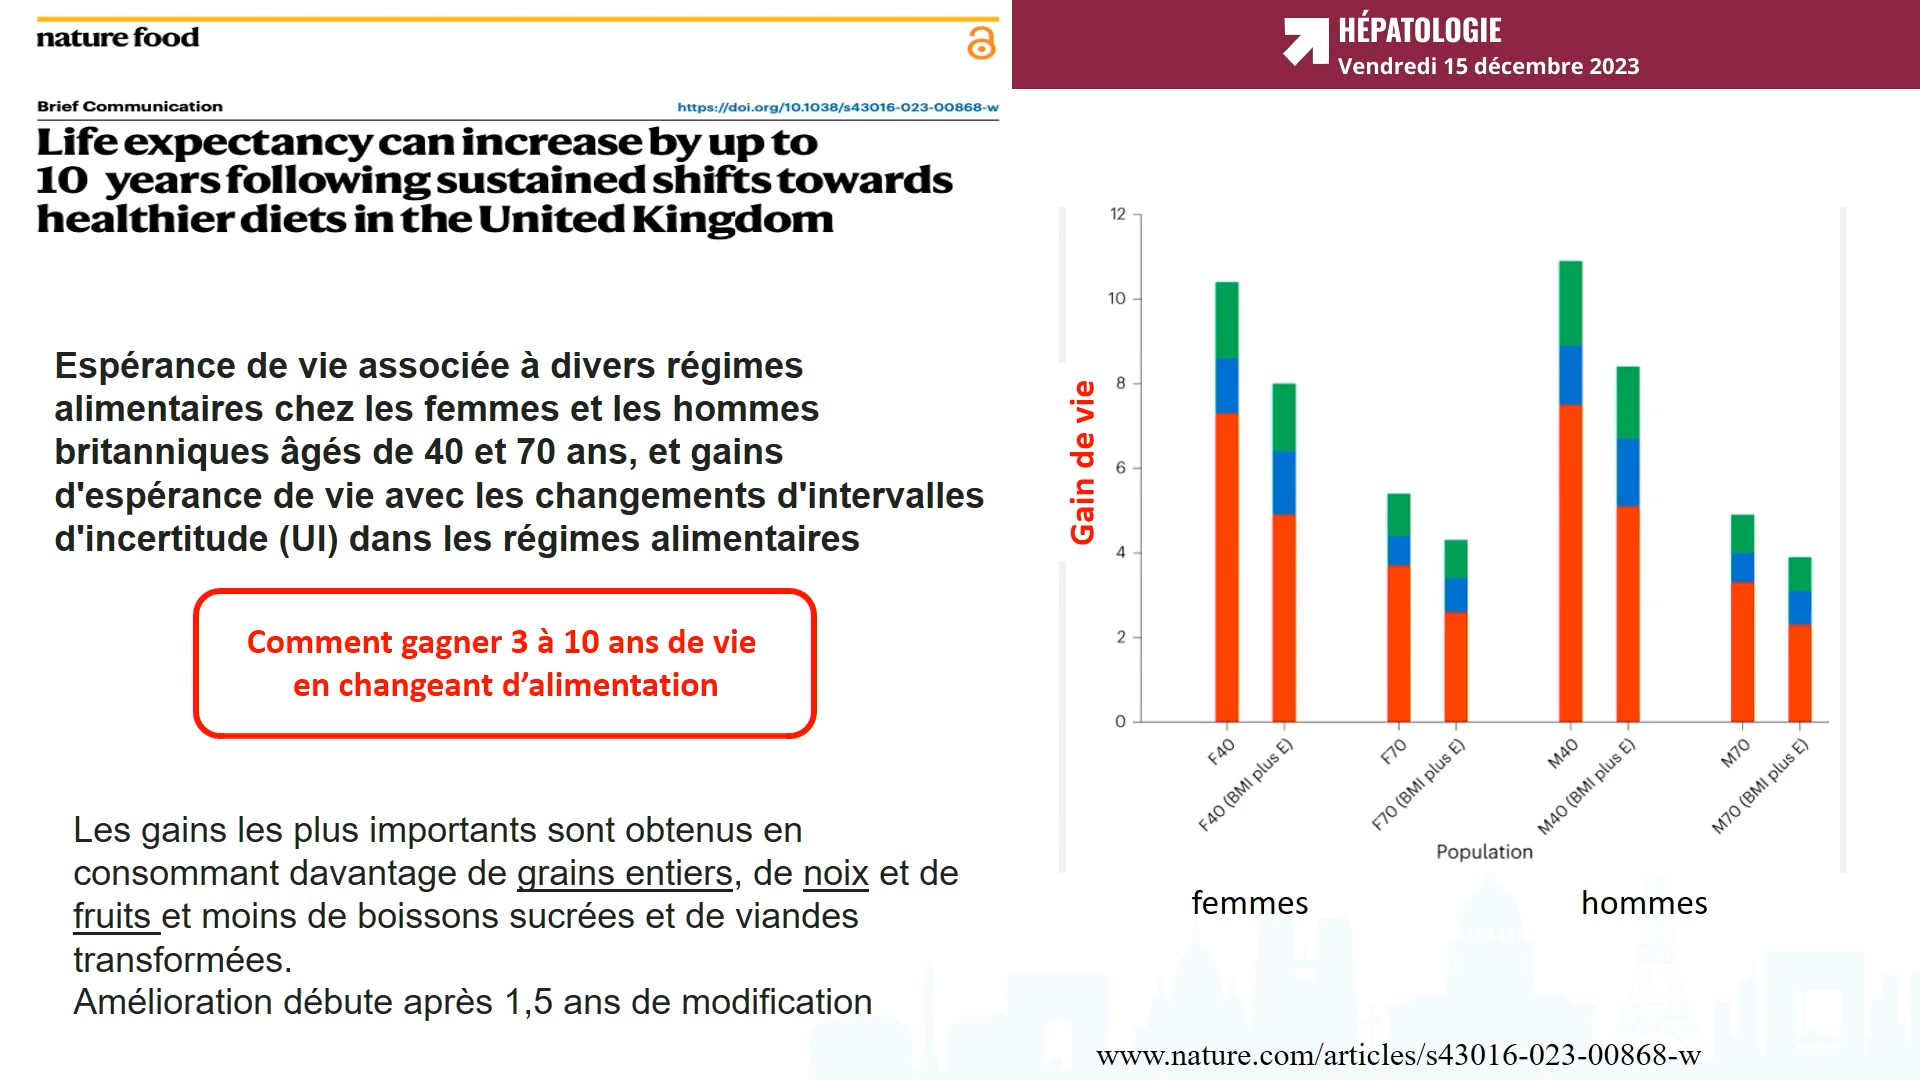 nature food
Brief Communication
https://doi.org/10.1038/s43016-023-00868-w
Life expectancy can increase by up to
10 years following sustained shifts towards
healthier diets in the United Kingdom
Espérance de vie associée à divers régimes
alimentaires chez les femmes et les hommes
britanniques âgés de 40 et 70 ans, et gains
d'espérance de vie avec les changements d'intervalles
d'incertitude (UI) dans les régimes alimentaires
Comment gagner 3 à 10 ans de vie
en changeant d’alimentation
Les gains les plus importants sont obtenus en
consommant davantage de grains entiers, de noix et de
fruits et moins de boissons sucrées et de viandes
transformées.
Amélioration débute après 1,5 ans de modification
HÉPATOLOGIE
Vendredi 15 décembre 2023
Gain de vie
12
10
8
6
4
2
0
F40
F40 (BMI plus E)
F70
F70 (BMI plus E)
M40
M40 (BMI plus E)
M70
M70 (BMI plus E)
Population
femmes
hommes
www.nature.com/articles/s43016-023-00868-w